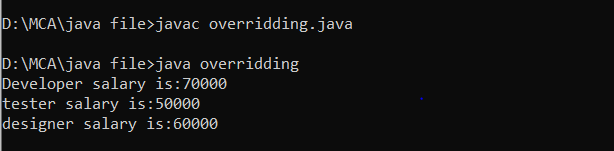 D:\MCA\java file>javac overridding.java
D:\MCA\java file>java overridding
Developer salary is:70000
tester salary is:50000
designer salary is:60000